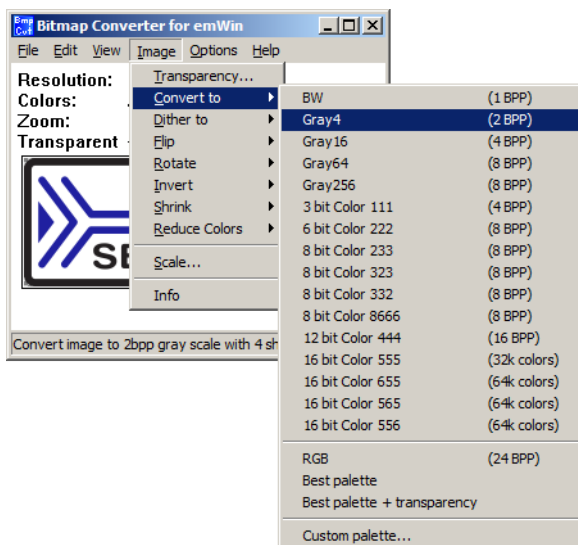 Bmp Cvt Bitmap Converter for emWin
File Edit View Image Options Help
Resolution:
Colors:
Zoom:
Transparent
SE
Convert image to 2bpp gray scale with 4 sh
Transparency...
Convert to
Dither to
Flip
Rotate
Invert
Shrink
Reduce Colors
Scale...
Info
BW (1 BPP)
Gray4 (2 BPP)
Gray16 (4 BPP)
Gray64 (8 BPP)
Gray256 (8 BPP)
3 bit Color 111 (4 BPP)
6 bit Color 222 (8 BPP)
8 bit Color 233 (8 BPP)
8 bit Color 323 (8 BPP)
8 bit Color 332 (8 BPP)
8 bit Color 8666 (8 BPP)
12 bit Color 444 (16 BPP)
16 bit Color 555 (32k colors)
16 bit Color 655 (64k colors)
16 bit Color 565 (64k colors)
16 bit Color 556 (64k colors)
RGB (24 BPP)
Best palette
Best palette + transparency
Custom palette...